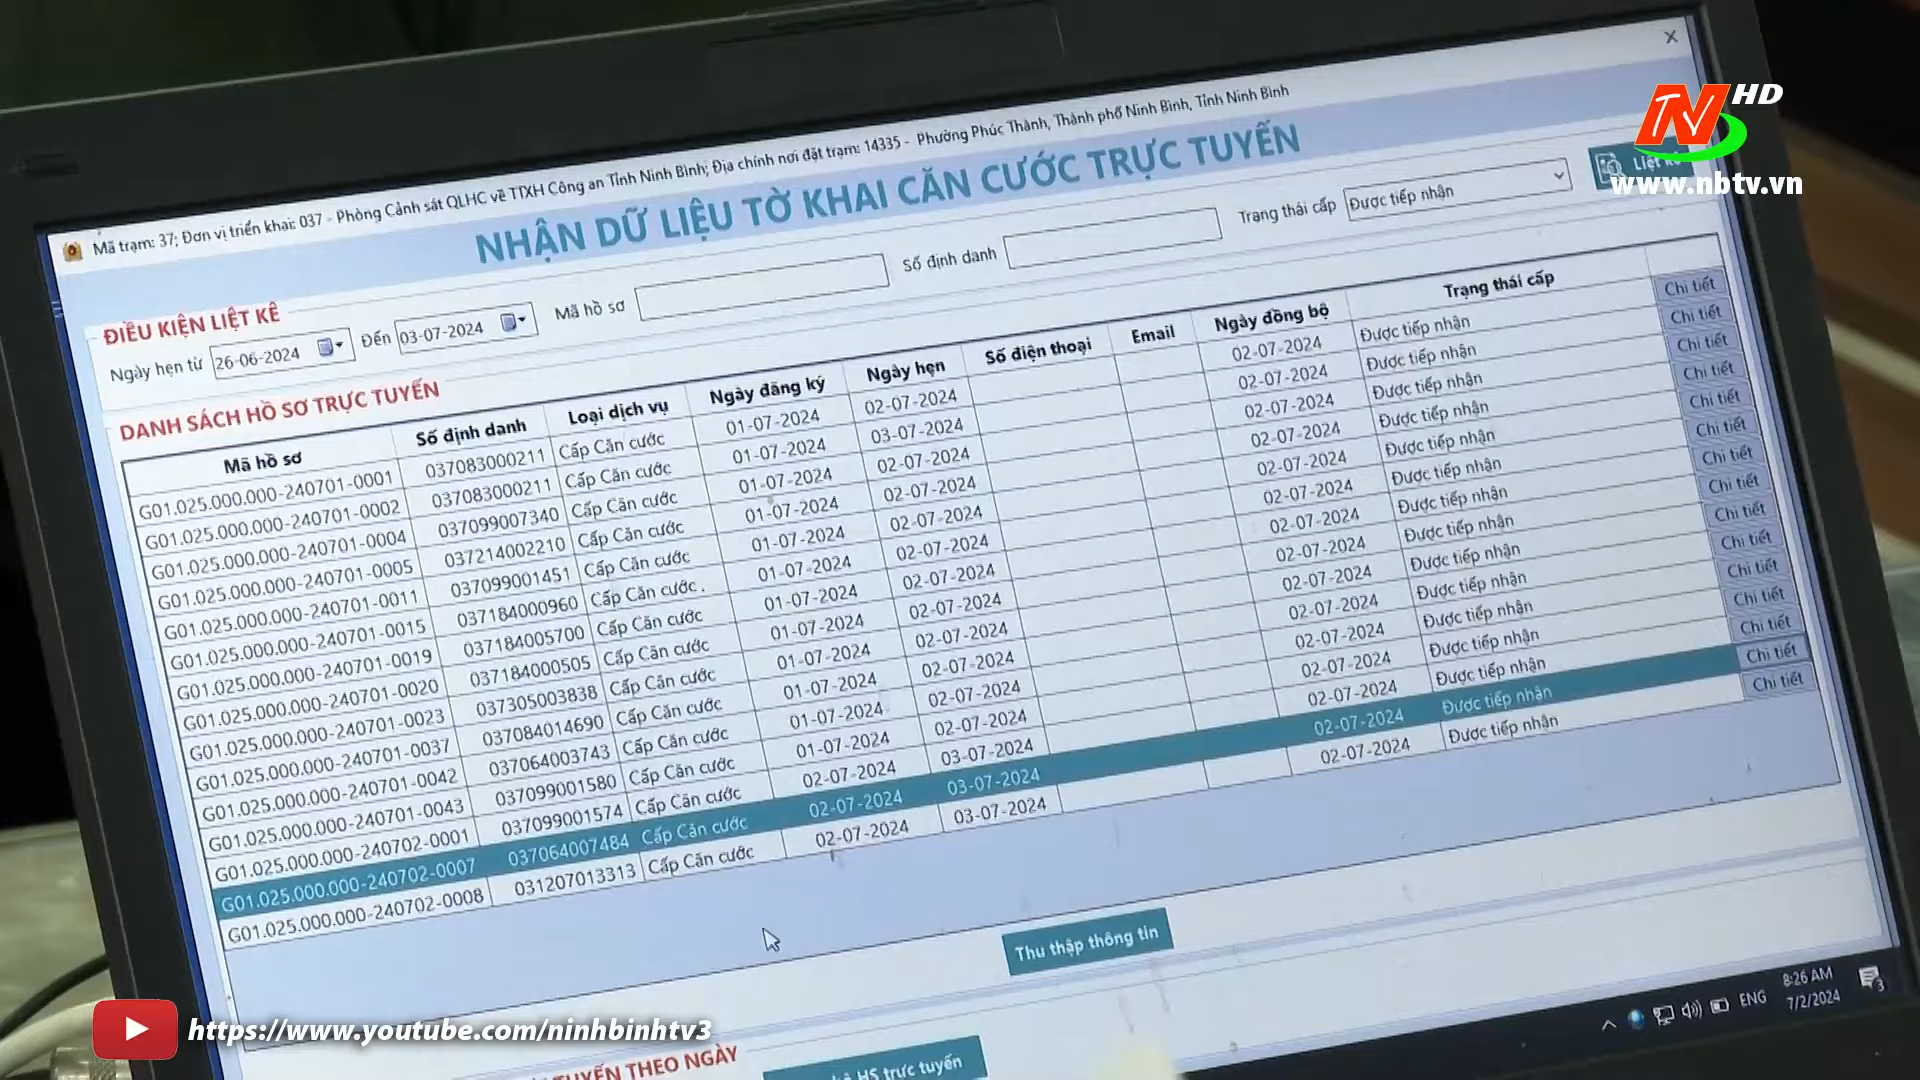 Mã trạm: 37; Đơn vị triển khai: 037 - Phòng Cảnh sát QLHC về TTXH Công an Tỉnh Ninh Bình; Địa chính nơi đặt trạm: 14335 - Phường Phúc Thành, Thành phố Ninh Bình, Tỉnh Ninh Bình
HD
www.nbtv.vn
NHẬN DỮ LIỆU TỜ KHAI CĂN CƯỚC TRỰC TUYẾN
ĐIỀU KIỆN LIỆT KÊ
Ngày hẹn từ 26-06-2024 Đến 03-07-2024 Mã hồ sơ Số định danh Trạng thái cấp Được tiếp nhận
DANH SÁCH HỒ SƠ TRỰC TUYẾN
Mã hồ sơ Số định danh Loại dịch vụ Ngày đăng ký Ngày hẹn Số điện thoại Email Ngày đồng bộ Trạng thái cấp
G01.025.000.000-240701-0001 037083000211 Cấp Căn cước 01-07-2024 02-07-2024 02-07-2024 Được tiếp nhận Chi tiết
G01.025.000.000-240701-0002 037083000211 Cấp Căn cước 01-07-2024 03-07-2024 02-07-2024 Được tiếp nhận Chi tiết
G01.025.000.000-240701-0004 037099007340 Cấp Căn cước 01-07-2024 02-07-2024 02-07-2024 Được tiếp nhận Chi tiết
G01.025.000.000-240701-0005 037214002210 Cấp Căn cước 01-07-2024 02-07-2024 02-07-2024 Được tiếp nhận Chi tiết
G01.025.000.000-240701-0011 037099001451 Cấp Căn cước 01-07-2024 02-07-2024 02-07-2024 Được tiếp nhận Chi tiết
G01.025.000.000-240701-0015 037184000960 Cấp Căn cước . 01-07-2024 02-07-2024 02-07-2024 Được tiếp nhận Chi tiết
G01.025.000.000-240701-0019 037184005700 Cấp Căn cước 01-07-2024 02-07-2024 02-07-2024 Được tiếp nhận Chi tiết
G01.025.000.000-240701-0020 037184000505 Cấp Căn cước 01-07-2024 02-07-2024 02-07-2024 Được tiếp nhận Chi tiết
G01.025.000.000-240701-0023 037305003838 Cấp Căn cước 01-07-2024 02-07-2024 02-07-2024 Được tiếp nhận Chi tiết
G01.025.000.000-240701-0037 037084014690 Cấp Căn cước 01-07-2024 02-07-2024 02-07-2024 Được tiếp nhận Chi tiết
G01.025.000.000-240701-0042 037064003743 Cấp Căn cước 01-07-2024 02-07-2024 02-07-2024 Được tiếp nhận Chi tiết
G01.025.000.000-240701-0043 037099001580 Cấp Căn cước 01-07-2024 02-07-2024 02-07-2024 Được tiếp nhận Chi tiết
G01.025.000.000-240702-0001 037099001574 Cấp Căn cước 02-07-2024 03-07-2024 02-07-2024 Được tiếp nhận Chi tiết
G01.025.000.000-240702-0007 037064007484 Cấp Căn cước 02-07-2024 03-07-2024 02-07-2024 Được tiếp nhận Chi tiết
G01.025.000.000-240702-0008 031207013313 Cấp Căn cước 02-07-2024 03-07-2024 02-07-2024 Được tiếp nhận Chi tiết
Thu thập thông tin
ENG 8:26 AM
7/2/2024
3
https://www.youtube.com/ninhbinhtv3
TUYẾN THEO NGÀY
HS trực tuyến